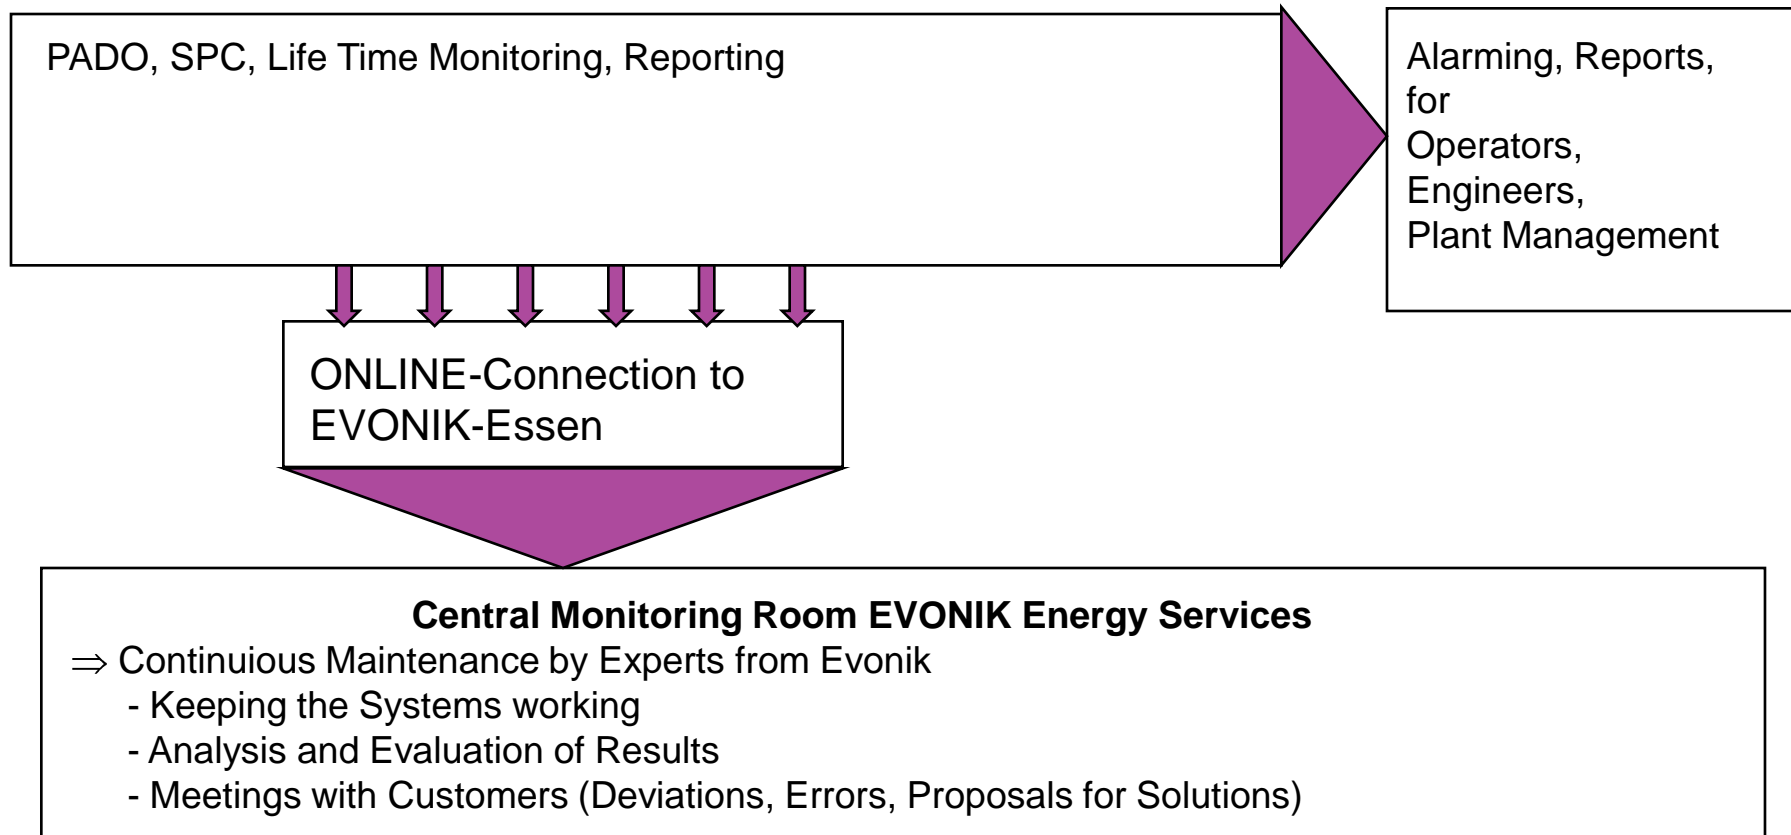 PADO, SPC, Life Time Monitoring, Reporting
Alarming, Reports,
for
Operators,
Engineers,
Plant Management
ONLINE-Connection to
EVONIK-Essen
Central Monitoring Room EVONIK Energy Services
⇒ Continuious Maintenance by Experts from Evonik
- Keeping the Systems working
- Analysis and Evaluation of Results
- Meetings with Customers (Deviations, Errors, Proposals for Solutions)